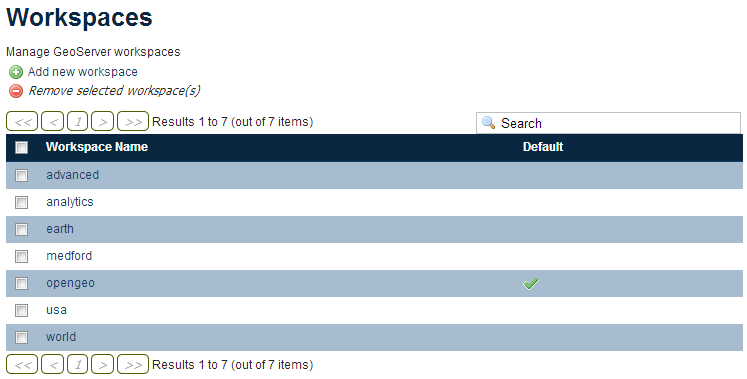 Workspaces
Manage GeoServer workspaces
Add new workspace
Remove selected workspace(s)
<< < 1 > >> Results 1 to 7 (out of 7 items) Search
Workspace Name Default
advanced
analytics
earth
medford
opengeo
usa
world
<< < 1 > >> Results 1 to 7 (out of 7 items)